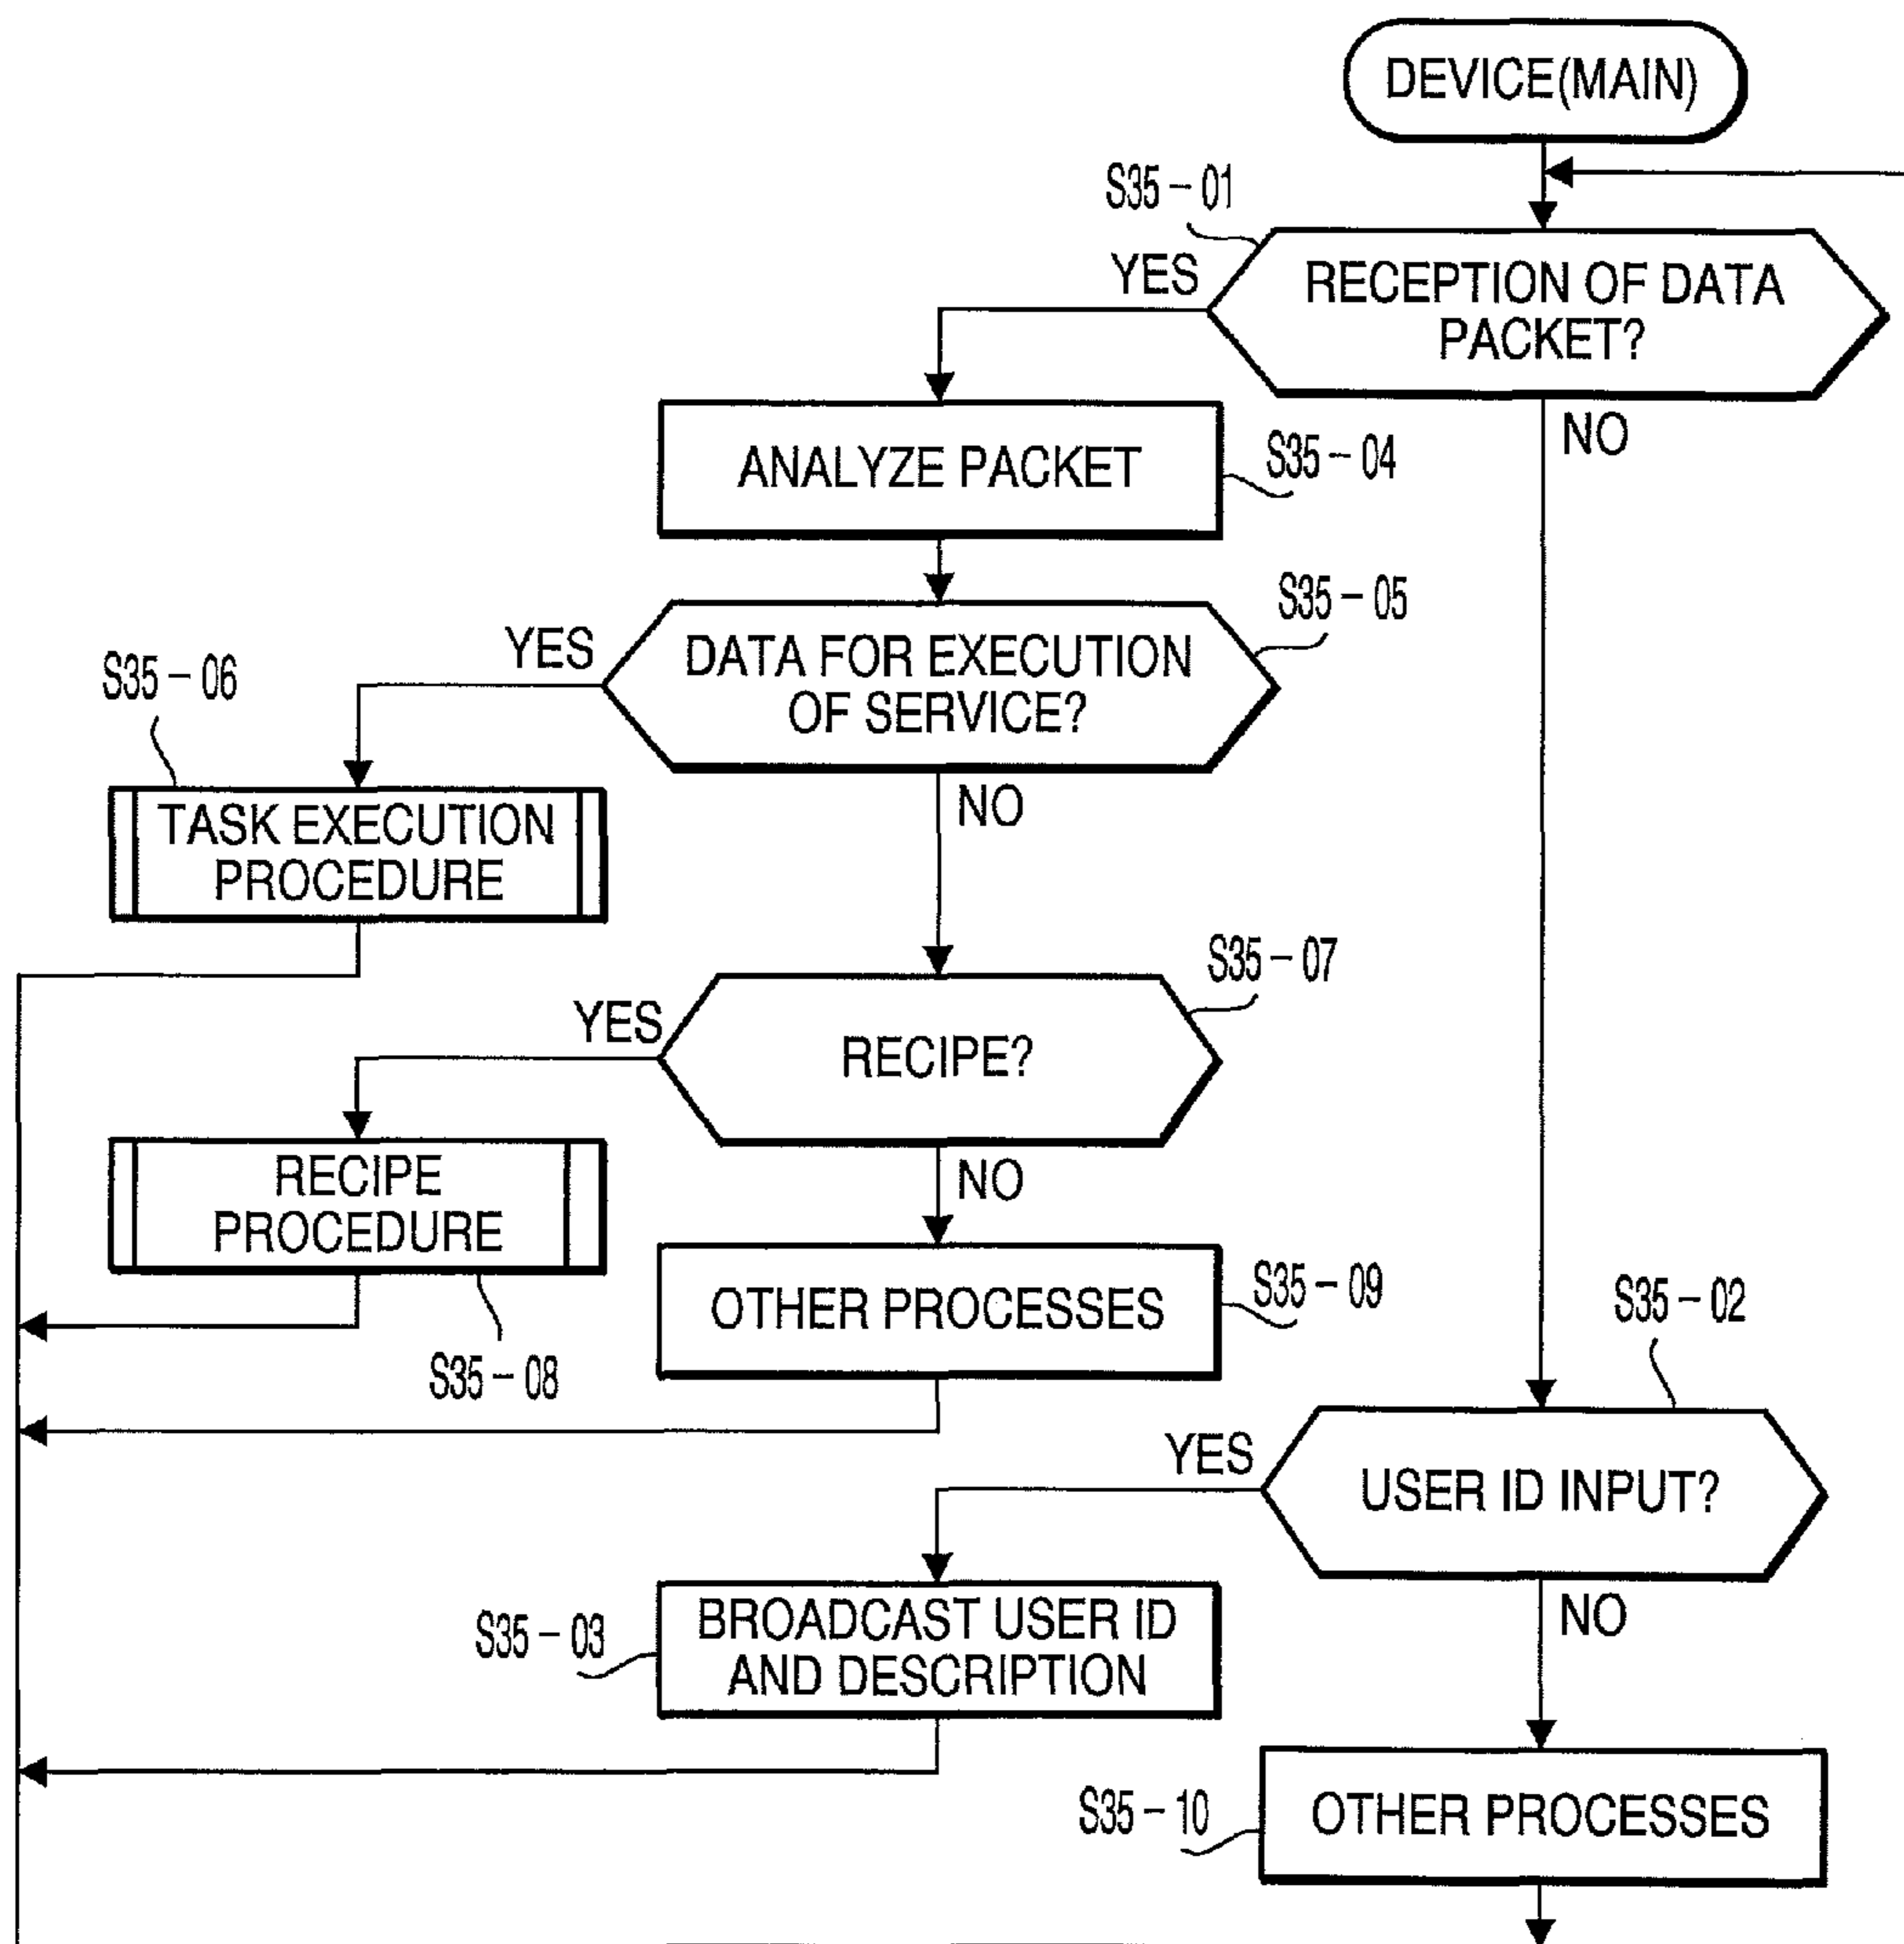 DEVICE(MAIN)
S35-01
YES
RECEPTION OF DATA
PACKET?
NO
ANALYZE PACKET
S35-04
S35-05
YES
DATA FOR EXECUTION
OF SERVICE?
NO
S35-06
TASK EXECUTION
PROCEDURE
S35-07
YES
RECIPE?
NO
RECIPE
PROCEDURE
S35-08
OTHER PROCESSES
S35-09
S35-02
YES
USER ID INPUT?
NO
S35-03
BROADCAST USER ID
AND DESCRIPTION
S35-10
OTHER PROCESSES